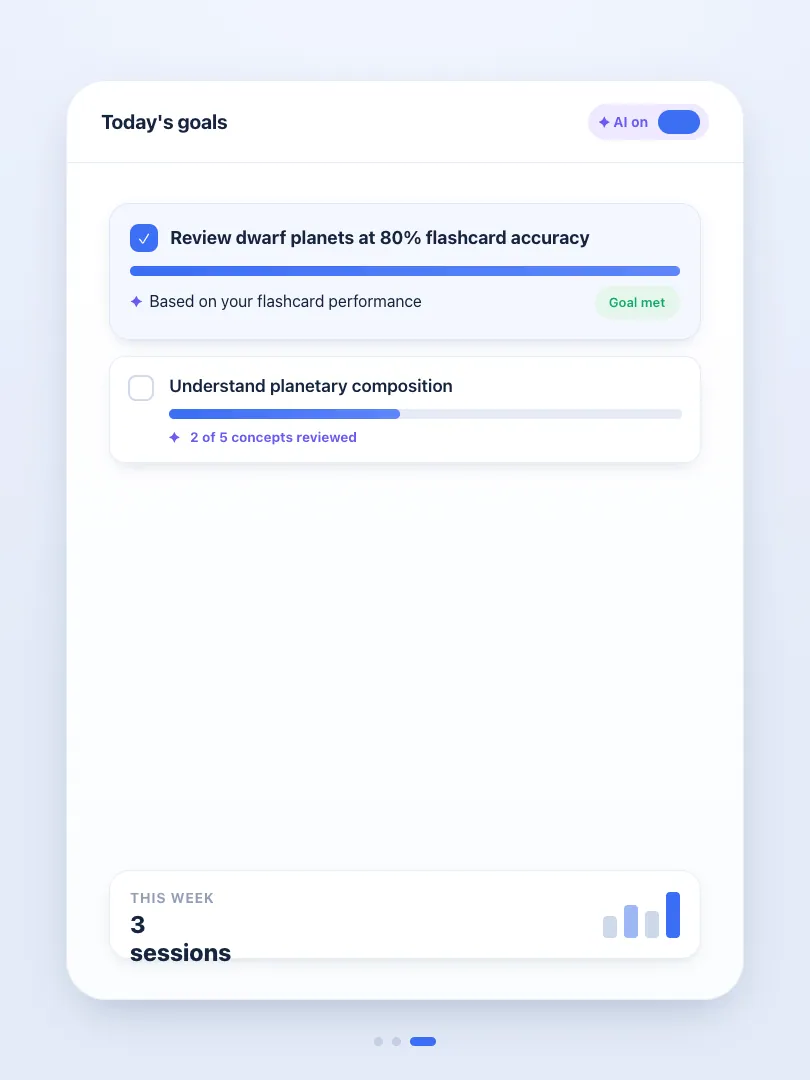 Today's goals
AI on
Review dwarf planets at 80% flashcard accuracy
Based on your flashcard performance
Goal met
Understand planetary composition
2 of 5 concepts reviewed
THIS WEEK
3
sessions